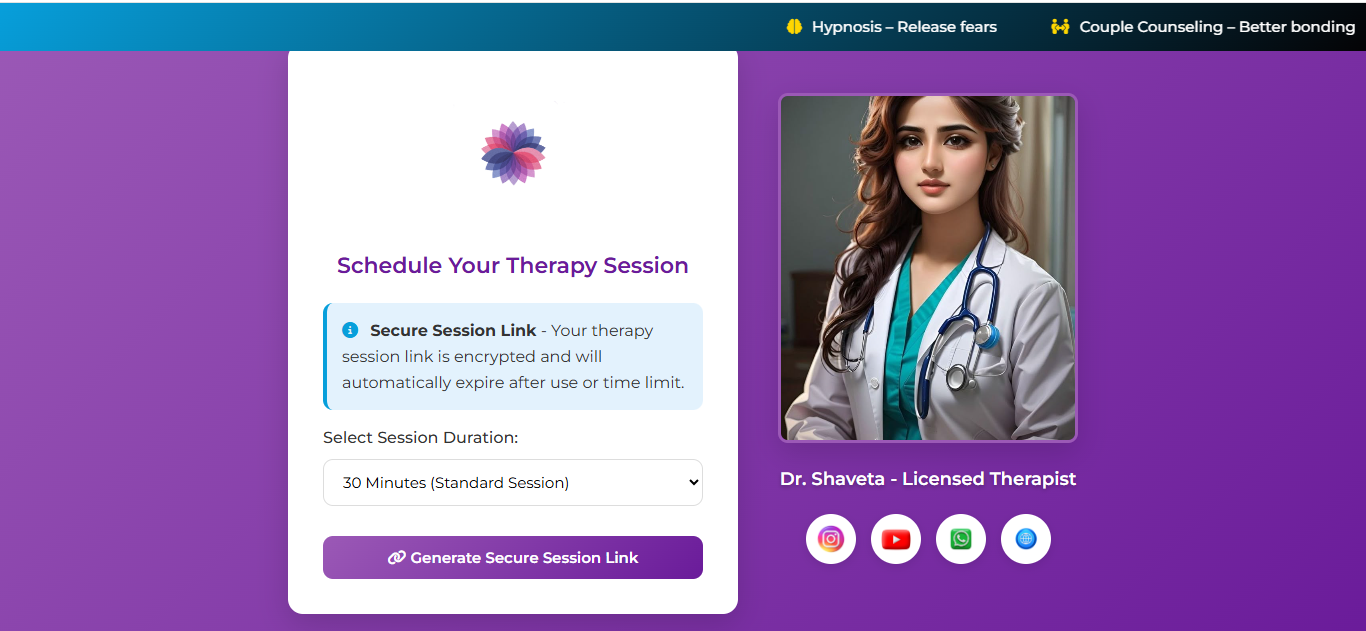 Hypnosis – Release fears
Couple Counseling – Better bonding
Schedule Your Therapy Session
Secure Session Link - Your therapy
session link is encrypted and will
automatically expire after use or time limit.
Select Session Duration:
30 Minutes (Standard Session)
Generate Secure Session Link
Dr. Shaveta - Licensed Therapist